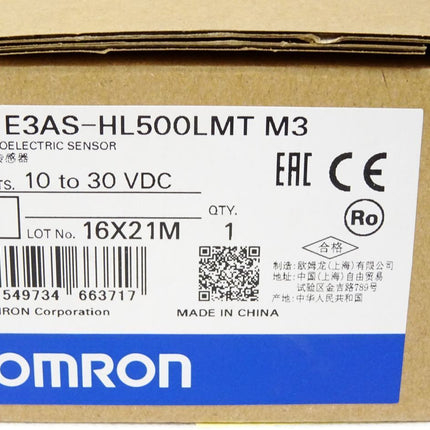 E3AS-HL500LMT M3
OELECTRIC SENSOR
感器
TS. 10 to 30 VDC
EAC CE
Ro
LOT No. 16X21M
QTY.
1
合格
制造: 欧姆龙(上海)有限公司
地址: 中国(上海)自由贸易
试验区金吉路789号
产地: 中华人民共和国
549734 663717
MRON Corporation
MADE IN CHINA
OMRON